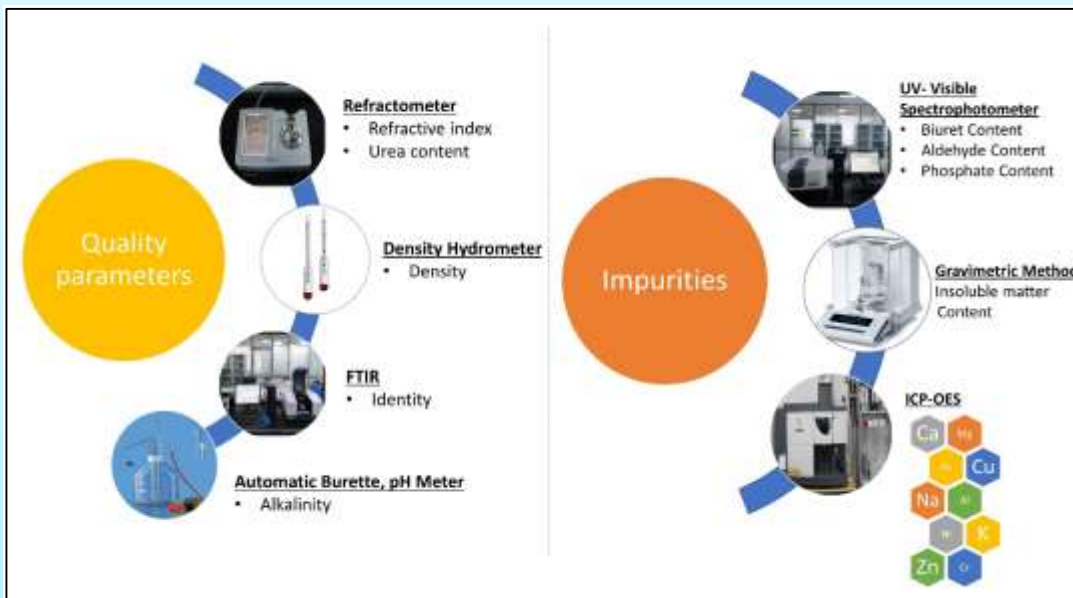 Quality
parameters
Refractometer
• Refractive index
• Urea content
Density Hydrometer
• Density
FTIR
• Identity
Automatic Burette, pH Meter
• Alkalinity
Impurities
UV- Visible
Spectrophotometer
• Biuret Content
• Aldehyde Content
• Phosphate Content
Gravimetric Method
Insoluble matter
Content
ICP-OES
Ca
Cu
Na
Al
K
Zn
Cr